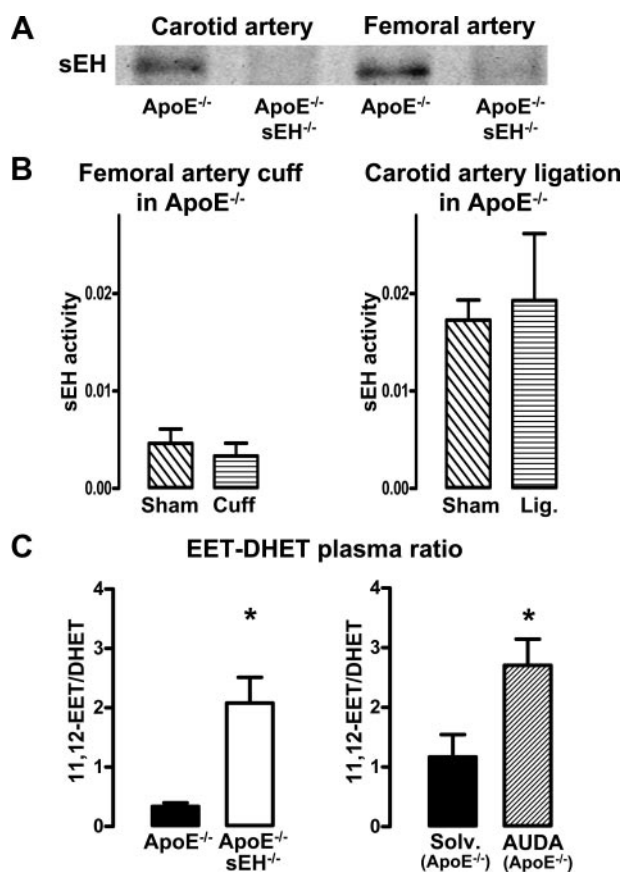 A
Carotid artery Femoral artery
sEH
ApoE⁻/⁻ ApoE⁻/⁻ ApoE⁻/⁻ ApoE⁻/⁻
sEH⁻/⁻ sEH⁻/⁻
B
Femoral artery cuff
in ApoE⁻/⁻
sEH activity
0.02
0.01
0.00
Sham Cuff
Carotid artery ligation
in ApoE⁻/⁻
sEH activity
0.02
0.01
0.00
Sham Lig.
C
EET-DHET plasma ratio
11,12-EET/DHET
4
3
2
1
0
*
ApoE⁻/⁻ ApoE⁻/⁻
sEH⁻/⁻
11,12-EET/DHET
4
3
2
1
0
*
Solv. AUDA
(ApoE⁻/⁻) (ApoE⁻/⁻)